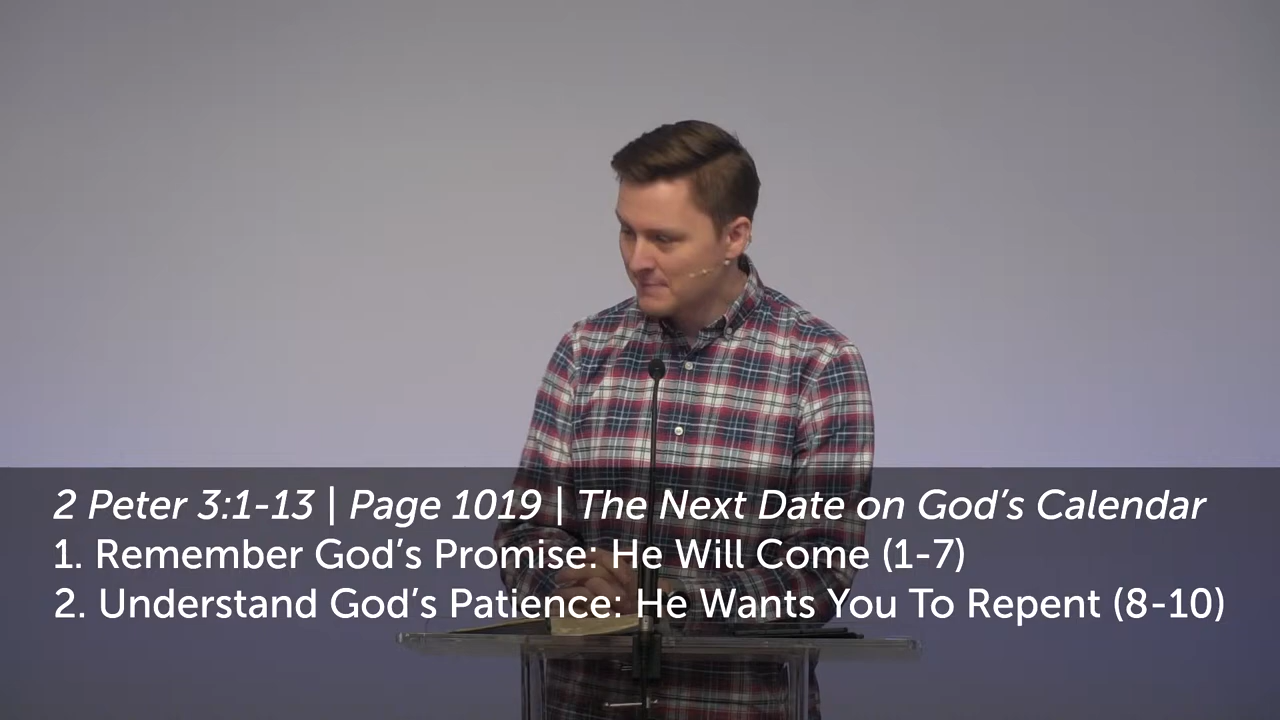 2 Peter 3:1-13 | Page 1019 | The Next Date on God’s Calendar
1. Remember God’s Promise: He Will Come (1-7)
2. Understand God’s Patience: He Wants You To Repent (8-10)